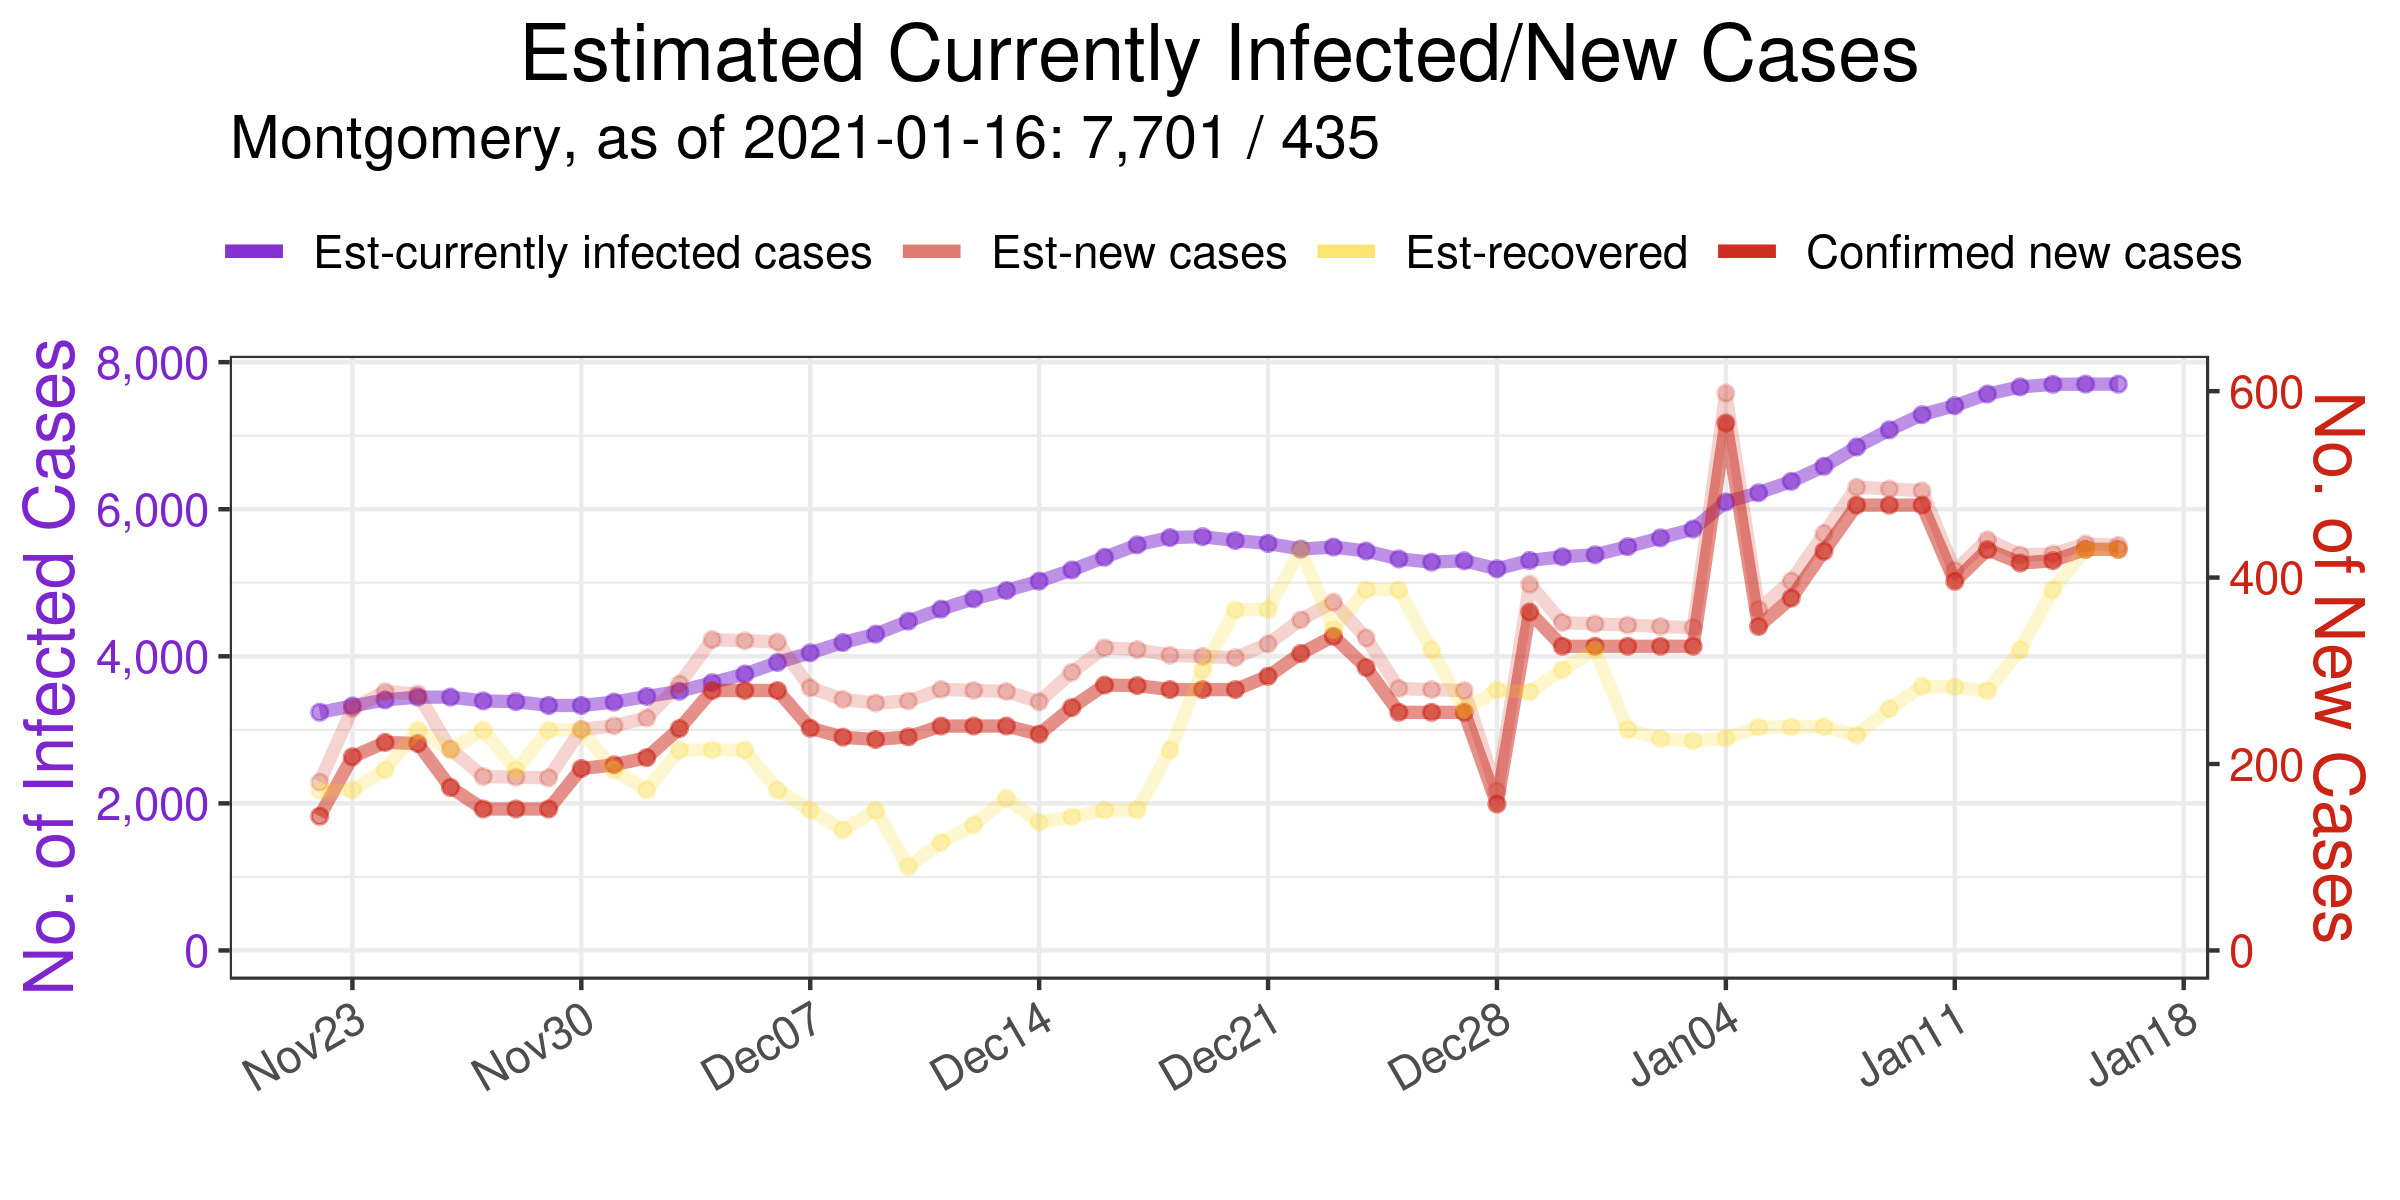 Estimated Currently Infected/New Cases
Montgomery, as of 2021-01-16: 7,701 / 435
Est-currently infected cases Est-new cases Est-recovered Confirmed new cases
No. of Infected Cases
8,000
6,000
4,000
2,000
0
600
400
200
0
No. of New Cases
Nov23 Nov30 Dec07 Dec14 Dec21 Dec28 Jan04 Jan11 Jan18